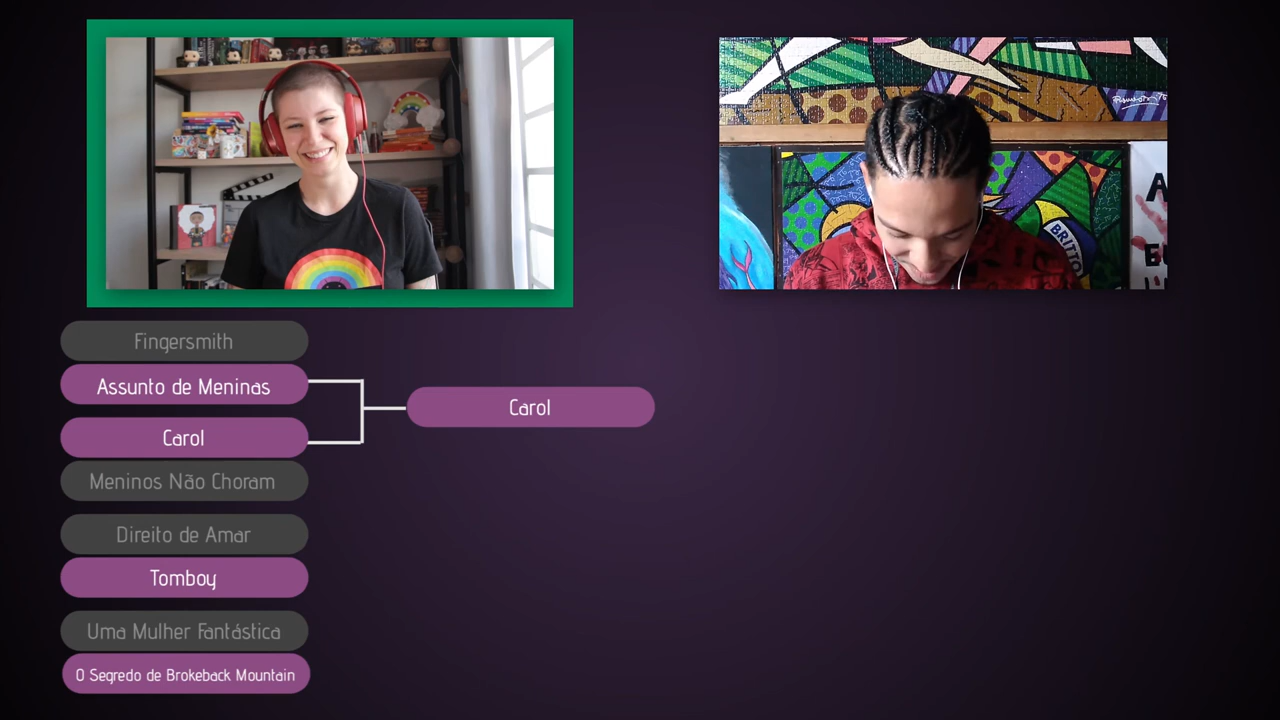 BRITTO
Fingersmith
Assunto de Meninas
Carol
Carol
Meninos Não Choram
Direito de Amar
Tomboy
Uma Mulher Fantástica
O Segredo de Brokeback Mountain